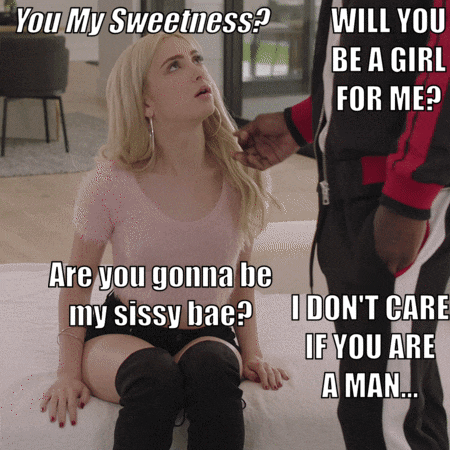 You My Sweetness?
WILL YOU
BE A GIRL
FOR ME?
Are you gonna be
my sissy bae?
I DON'T CARE
IF YOU ARE
A MAN...